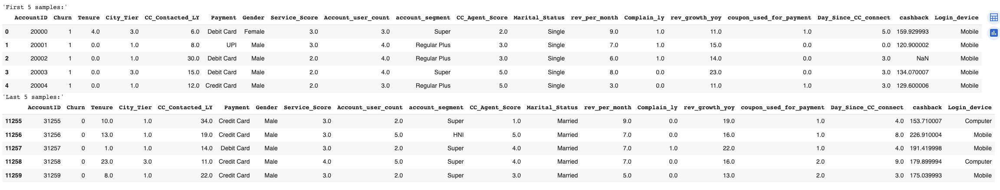 'First 5 samples:'
AccountID Churn Tenure City_Tier CC_Contacted_LY Payment Gender Service_Score Account_user_count account_segment CC_Agent_Score Marital_Status rev_per_month Complain_ly rev_growth_yoy coupon_used_for_payment Day_Since_CC_connect cashback Login_device
0 20000 1 4.0 3.0 6.0 Debit Card Female 3.0 3.0 Super 2.0 Single 9.0 1.0 11.0 1.0 5.0 159.929993 Mobile
1 20001 1 0.0 1.0 8.0 UPI Male 3.0 4.0 Regular Plus 3.0 Single 7.0 1.0 15.0 0.0 0.0 120.900002 Mobile
2 20002 1 0.0 1.0 30.0 Debit Card Male 2.0 4.0 Regular Plus 3.0 Single 6.0 1.0 14.0 0.0 3.0 NaN Mobile
3 20003 1 0.0 3.0 15.0 Debit Card Male 2.0 4.0 Super 5.0 Single 8.0 0.0 23.0 0.0 3.0 134.070007 Mobile
4 20004 1 0.0 1.0 12.0 Credit Card Male 2.0 3.0 Regular Plus 5.0 Single 3.0 0.0 11.0 1.0 3.0 129.600006 Mobile
'Last 5 samples:'
AccountID Churn Tenure City_Tier CC_Contacted_LY Payment Gender Service_Score Account_user_count account_segment CC_Agent_Score Marital_Status rev_per_month Complain_ly rev_growth_yoy coupon_used_for_payment Day_Since_CC_connect cashback Login_device
11255 31255 0 10.0 1.0 34.0 Credit Card Male 3.0 2.0 Super 1.0 Married 9.0 0.0 19.0 1.0 4.0 153.710007 Computer
11256 31256 0 13.0 1.0 19.0 Credit Card Male 3.0 5.0 HNI 5.0 Married 7.0 0.0 16.0 1.0 8.0 226.910004 Mobile
11257 31257 0 1.0 1.0 14.0 Debit Card Male 3.0 2.0 Super 4.0 Married 7.0 1.0 22.0 1.0 4.0 191.419998 Mobile
11258 31258 0 23.0 3.0 11.0 Credit Card Male 4.0 5.0 Super 4.0 Married 7.0 0.0 16.0 2.0 9.0 179.899994 Computer
11259 31259 0 8.0 1.0 22.0 Credit Card Male 3.0 2.0 Super 3.0 Married 5.0 0.0 13.0 2.0 3.0 175.039993 Mobile